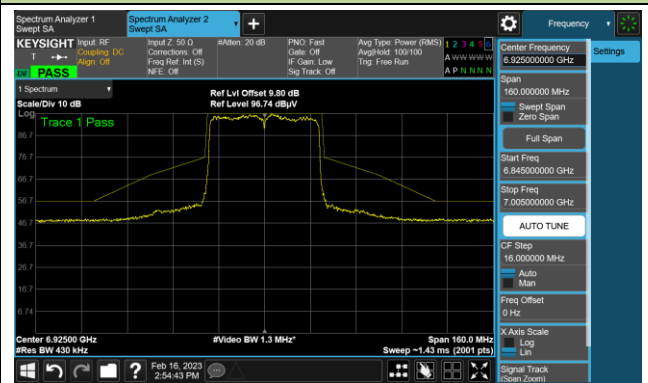 Spectrum Analyzer 1
Swept SA
Spectrum Analyzer 2
Swept SA
Frequency
KEYSIGHT
Input: RF
Coupling: DC
Align: Off
Input Z: 50 Ω
Corrections: Off
Freq Ref: Int (S)
NFE: Off
#Atten: 20 dB
PNO: Fast
Gate: Off
IF Gain: Low
Sig Track: Off
Avg Type: Power (RMS)
Avg|Hold: 100/100
Trig: Free Run
1 2 3 4 5 6
A W W W W W
A P N N N N
T
PASS
1 Spectrum
Scale/Div 10 dB
Ref Lvl Offset 9.80 dB
Ref Level 96.74 dBµV
Log
Trace 1 Pass
86.7
76.7
66.7
56.7
46.7
36.7
26.7
16.7
6.74
Center 6.92500 GHz
#Res BW 430 kHz
#Video BW 1.3 MHz*
Span 160.0 MHz
Sweep ~1.43 ms (2001 pts)
Feb 16, 2023
2:54:43 PM
Center Frequency
6.925000000 GHz
Settings
Span
160.000000 MHz
Swept Span
Zero Span
Full Span
Start Freq
6.845000000 GHz
Stop Freq
7.005000000 GHz
AUTO TUNE
CF Step
16.000000 MHz
Auto
Man
Freq Offset
0 Hz
X Axis Scale
Log
Lin
Signal Track
(Span Zoom)